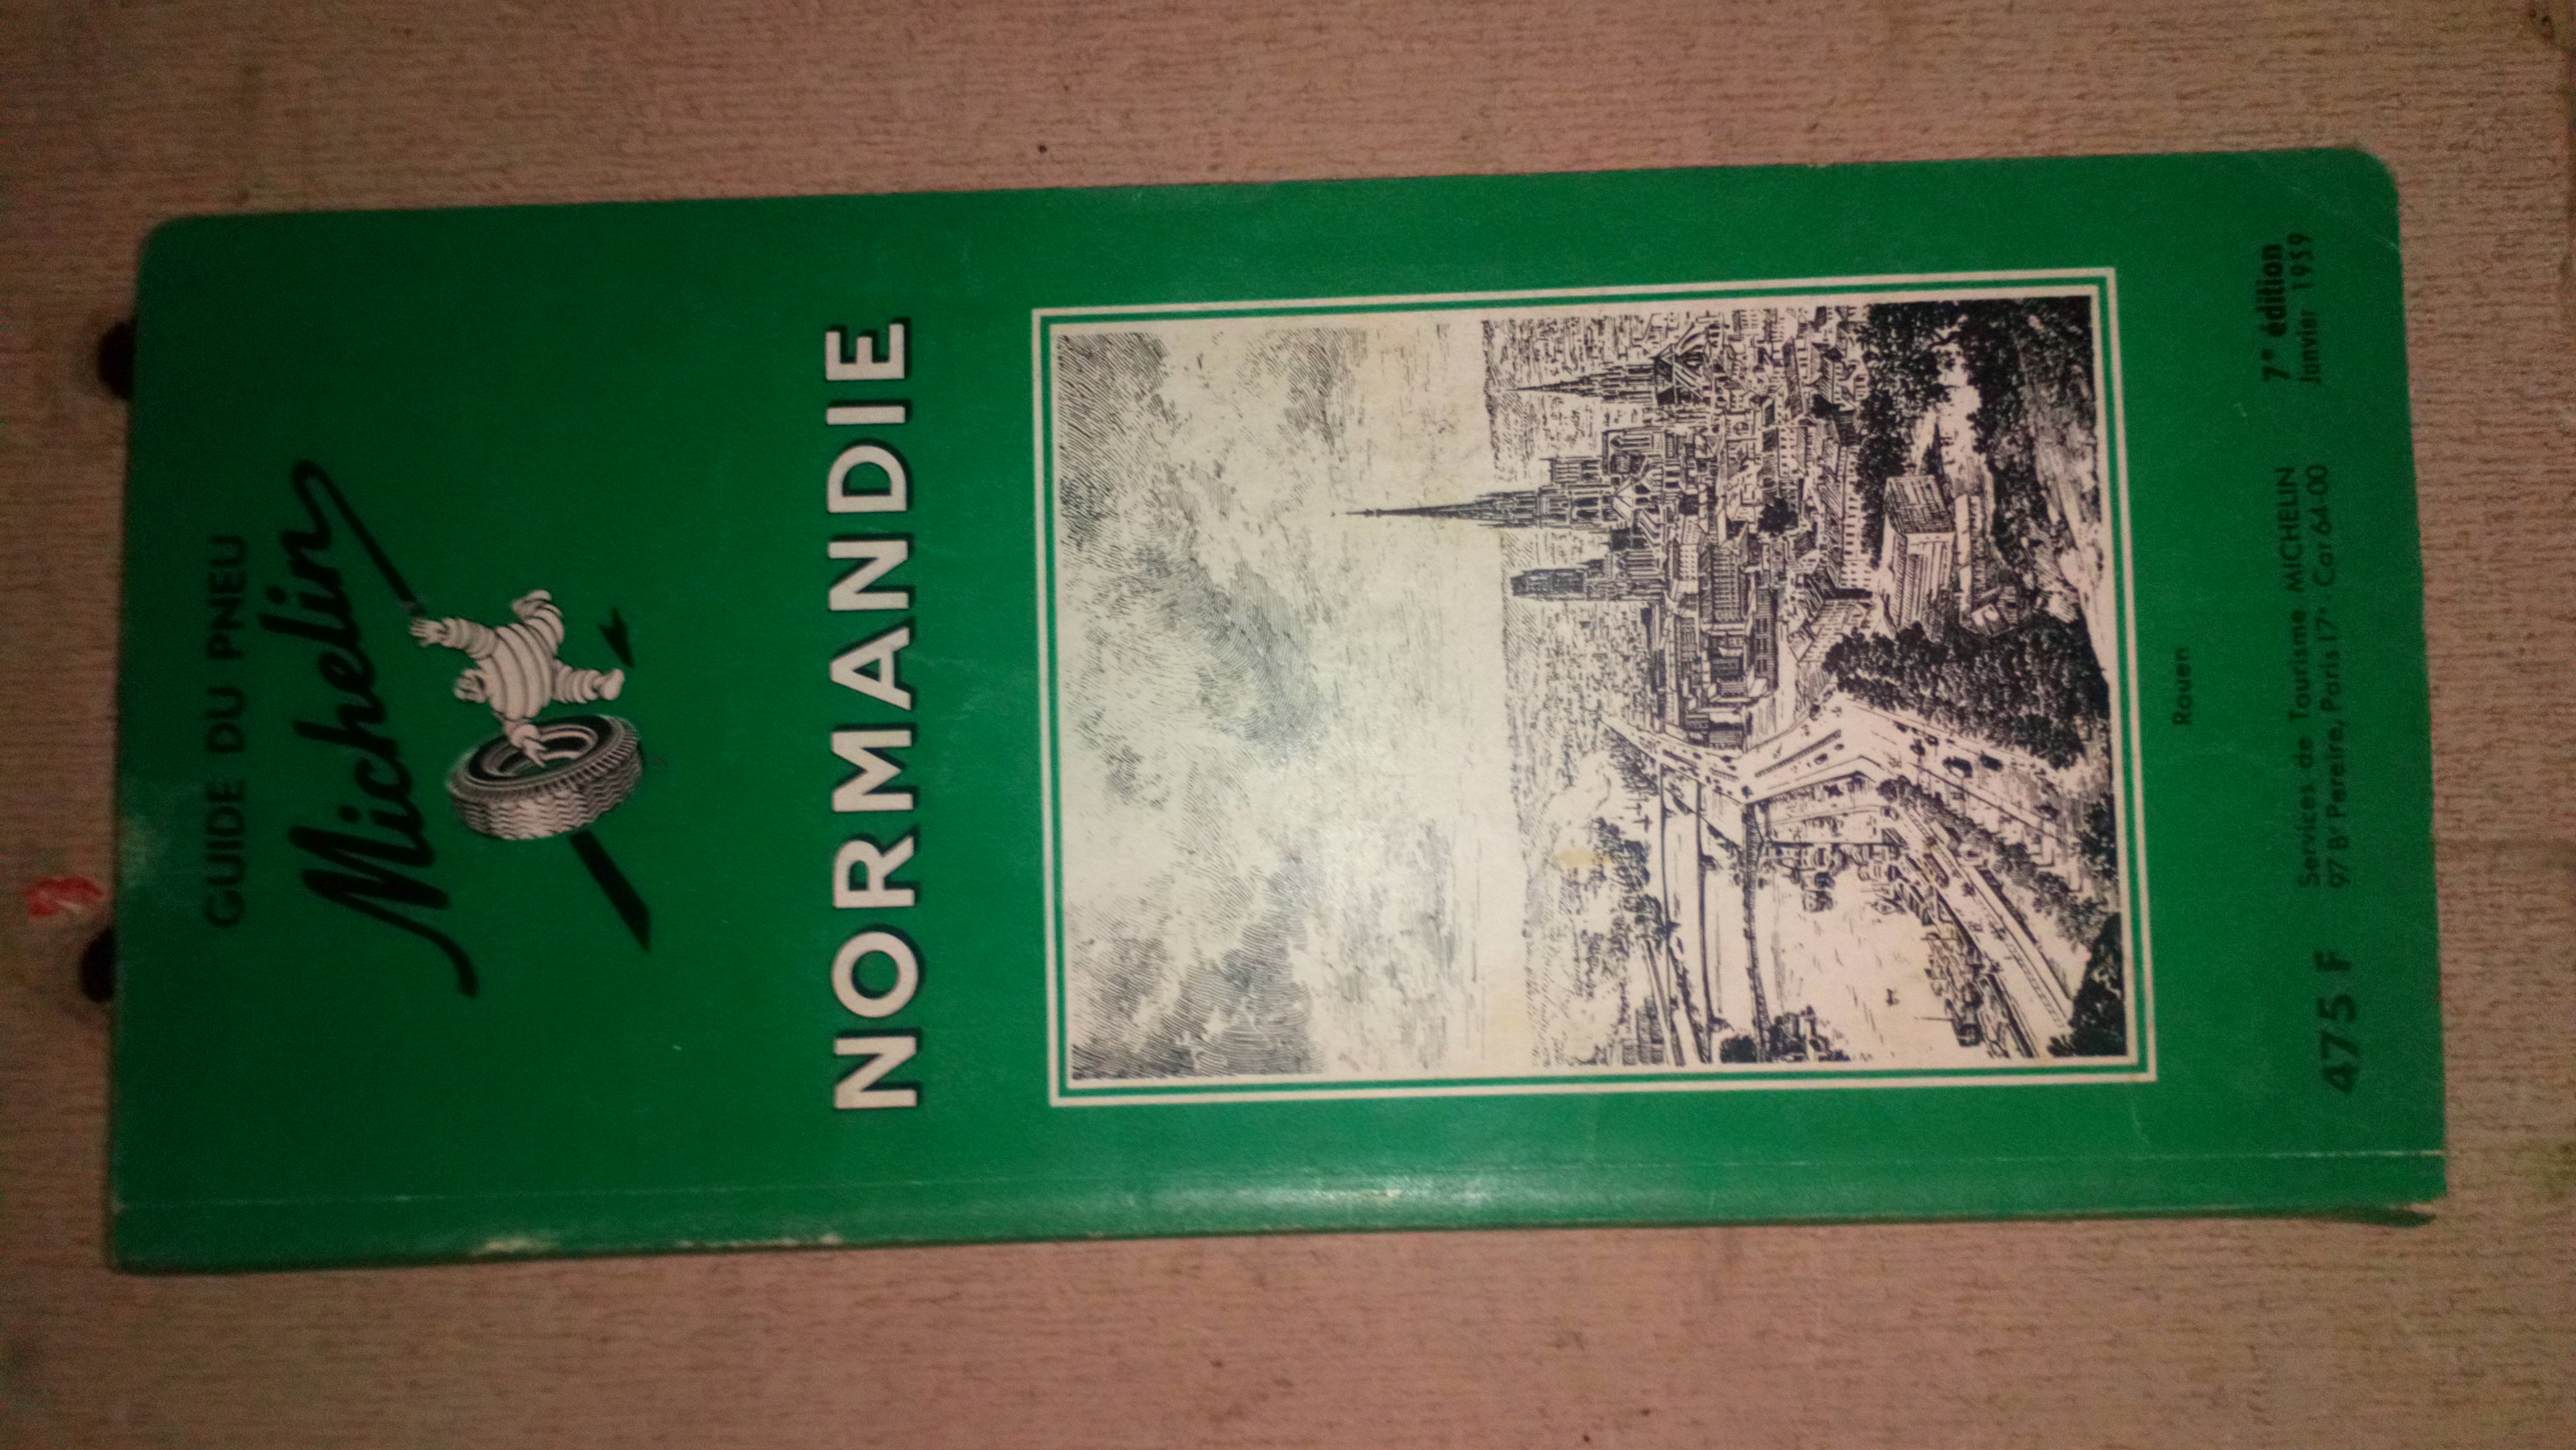 GUIDE DU PNEU
Michelin
NORMANDIE
Rouen
475 F
Services de Tourisme MICHELIN
97 Bd Pereire, Paris 17e. Car 64-00
7e édition
Janvier 1959